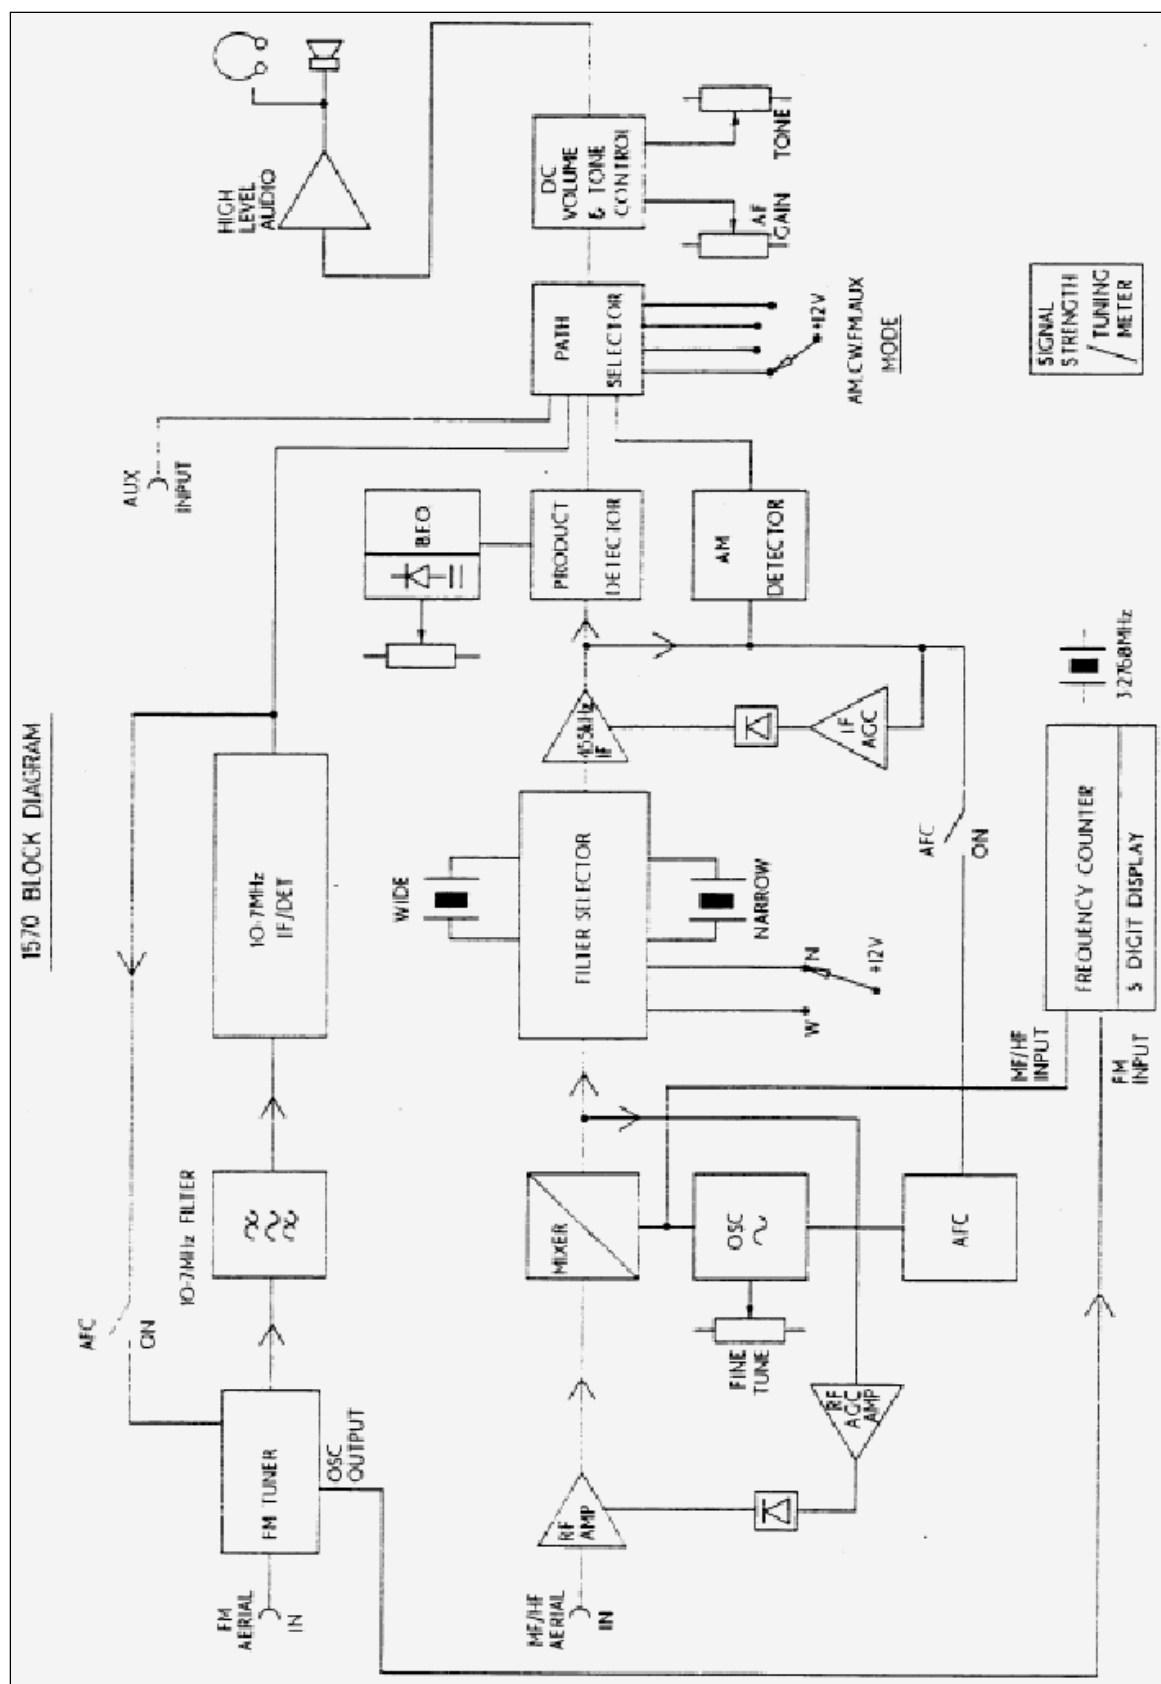 1570 BLOCK DIAGRAM
FM
AERIAL
IN
FM TUNER
OSC
OUTPUT
AFC
ON
10·7MHz FILTER
10·7MHz
IF/DET
AUX
INPUT
HIGH
LEVEL
AUDIO
MF/HF
AERIAL
IN
RF
AMP
MIXER
FILTER SELECTOR
WIDE
NARROW
W
N
+12V
455kHz
IF
PRODUCT
DETECTOR
B.F.O
PATH
SELECTOR
DC
VOLUME
& TONE
CONTROL
TONE
AF
GAIN
AM.CW.FM.AUX
MODE
+12V
AM
DETECTOR
IF
AGC
FINE
TUNE
OSC
RF
AGC
AMP
AFC
AFC
ON
MF/HF
INPUT
FM
INPUT
FREQUENCY COUNTER
5 DIGIT DISPLAY
3·2768MHz
SIGNAL
STRENGTH
/ TUNING
/ METER